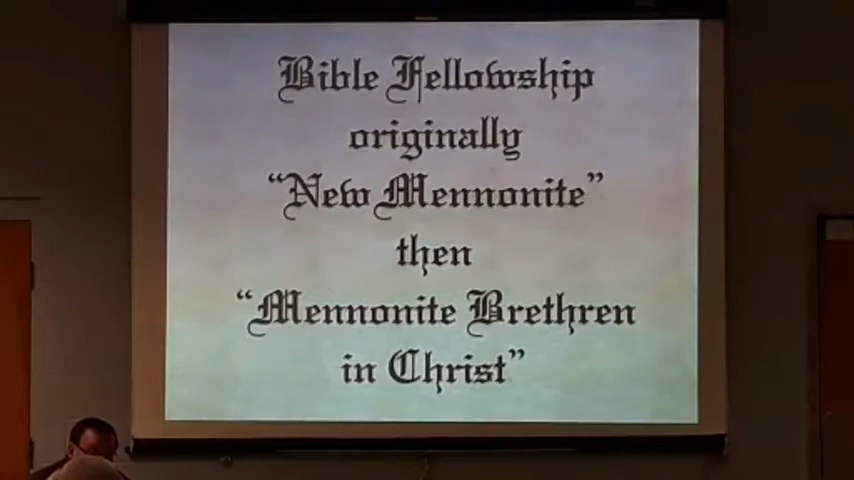 Bible Fellowship
originally
“New Mennonite”
then
“Mennonite Brethren
in Christ”